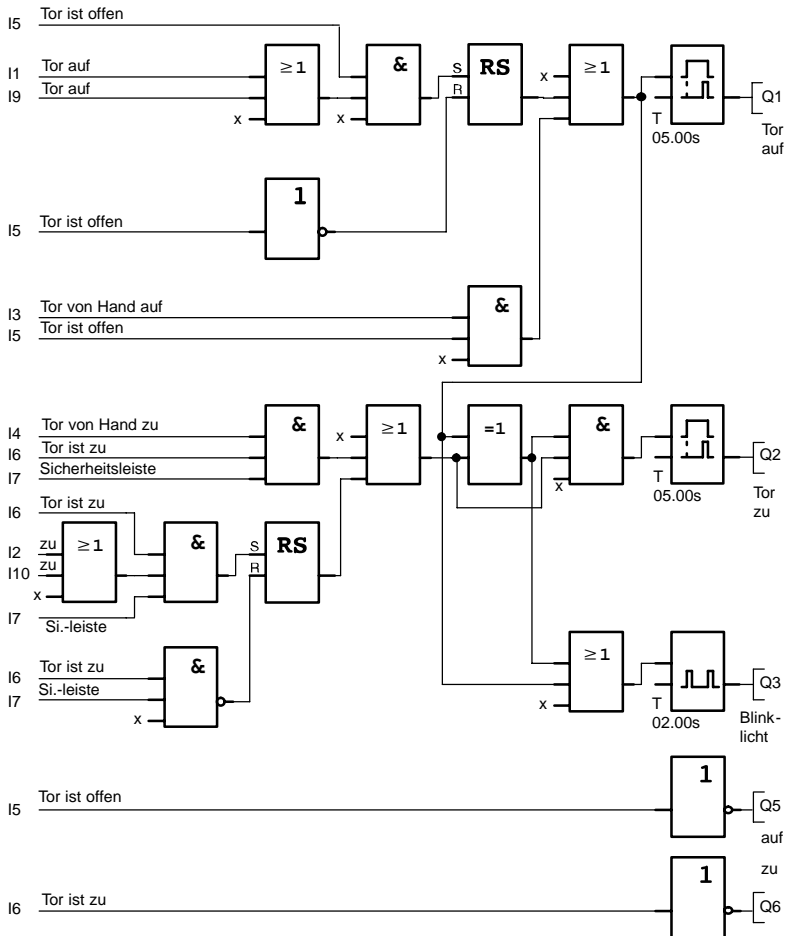 I5 Tor ist offen
I1 Tor auf
I9 Tor auf
x
≥1
x
&
S
R
RS
x
≥1
T
05.00s
Q1
Tor
auf
1
I5 Tor ist offen
I3 Tor von Hand auf
I5 Tor ist offen
x
&
I4 Tor von Hand zu
I6 Tor ist zu
I7 Sicherheitsleiste
&
x
≥1
=1
&
x
T
05.00s
Q2
Tor
zu
I6 Tor ist zu
I2 zu
I10 zu
x
≥1
&
S
R
RS
I7 Si.-leiste
I6 Tor ist zu
I7 Si.-leiste
x
&
≥1
x
T
02.00s
Q3
Blink-
licht
I5 Tor ist offen
1
Q5
auf
zu
I6 Tor ist zu
1
Q6